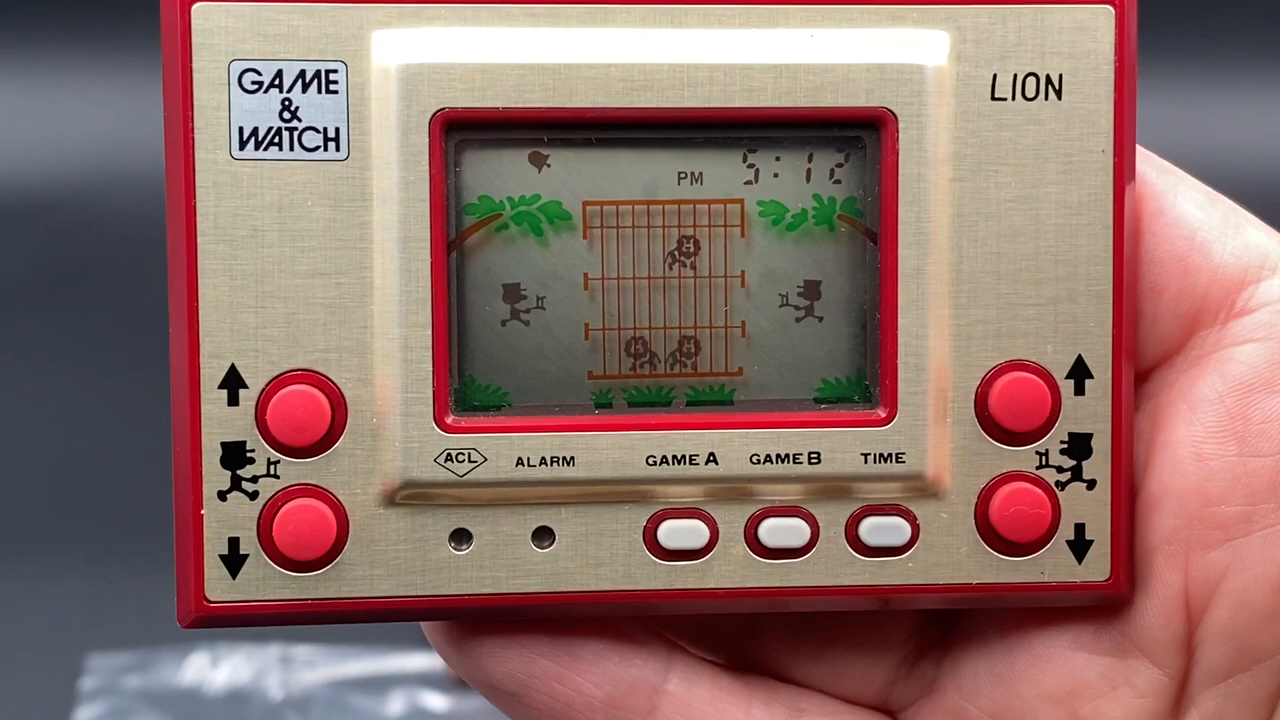 GAME
&
WATCH
LION
PM 5:12
ACL ALARM GAME A GAME B TIME